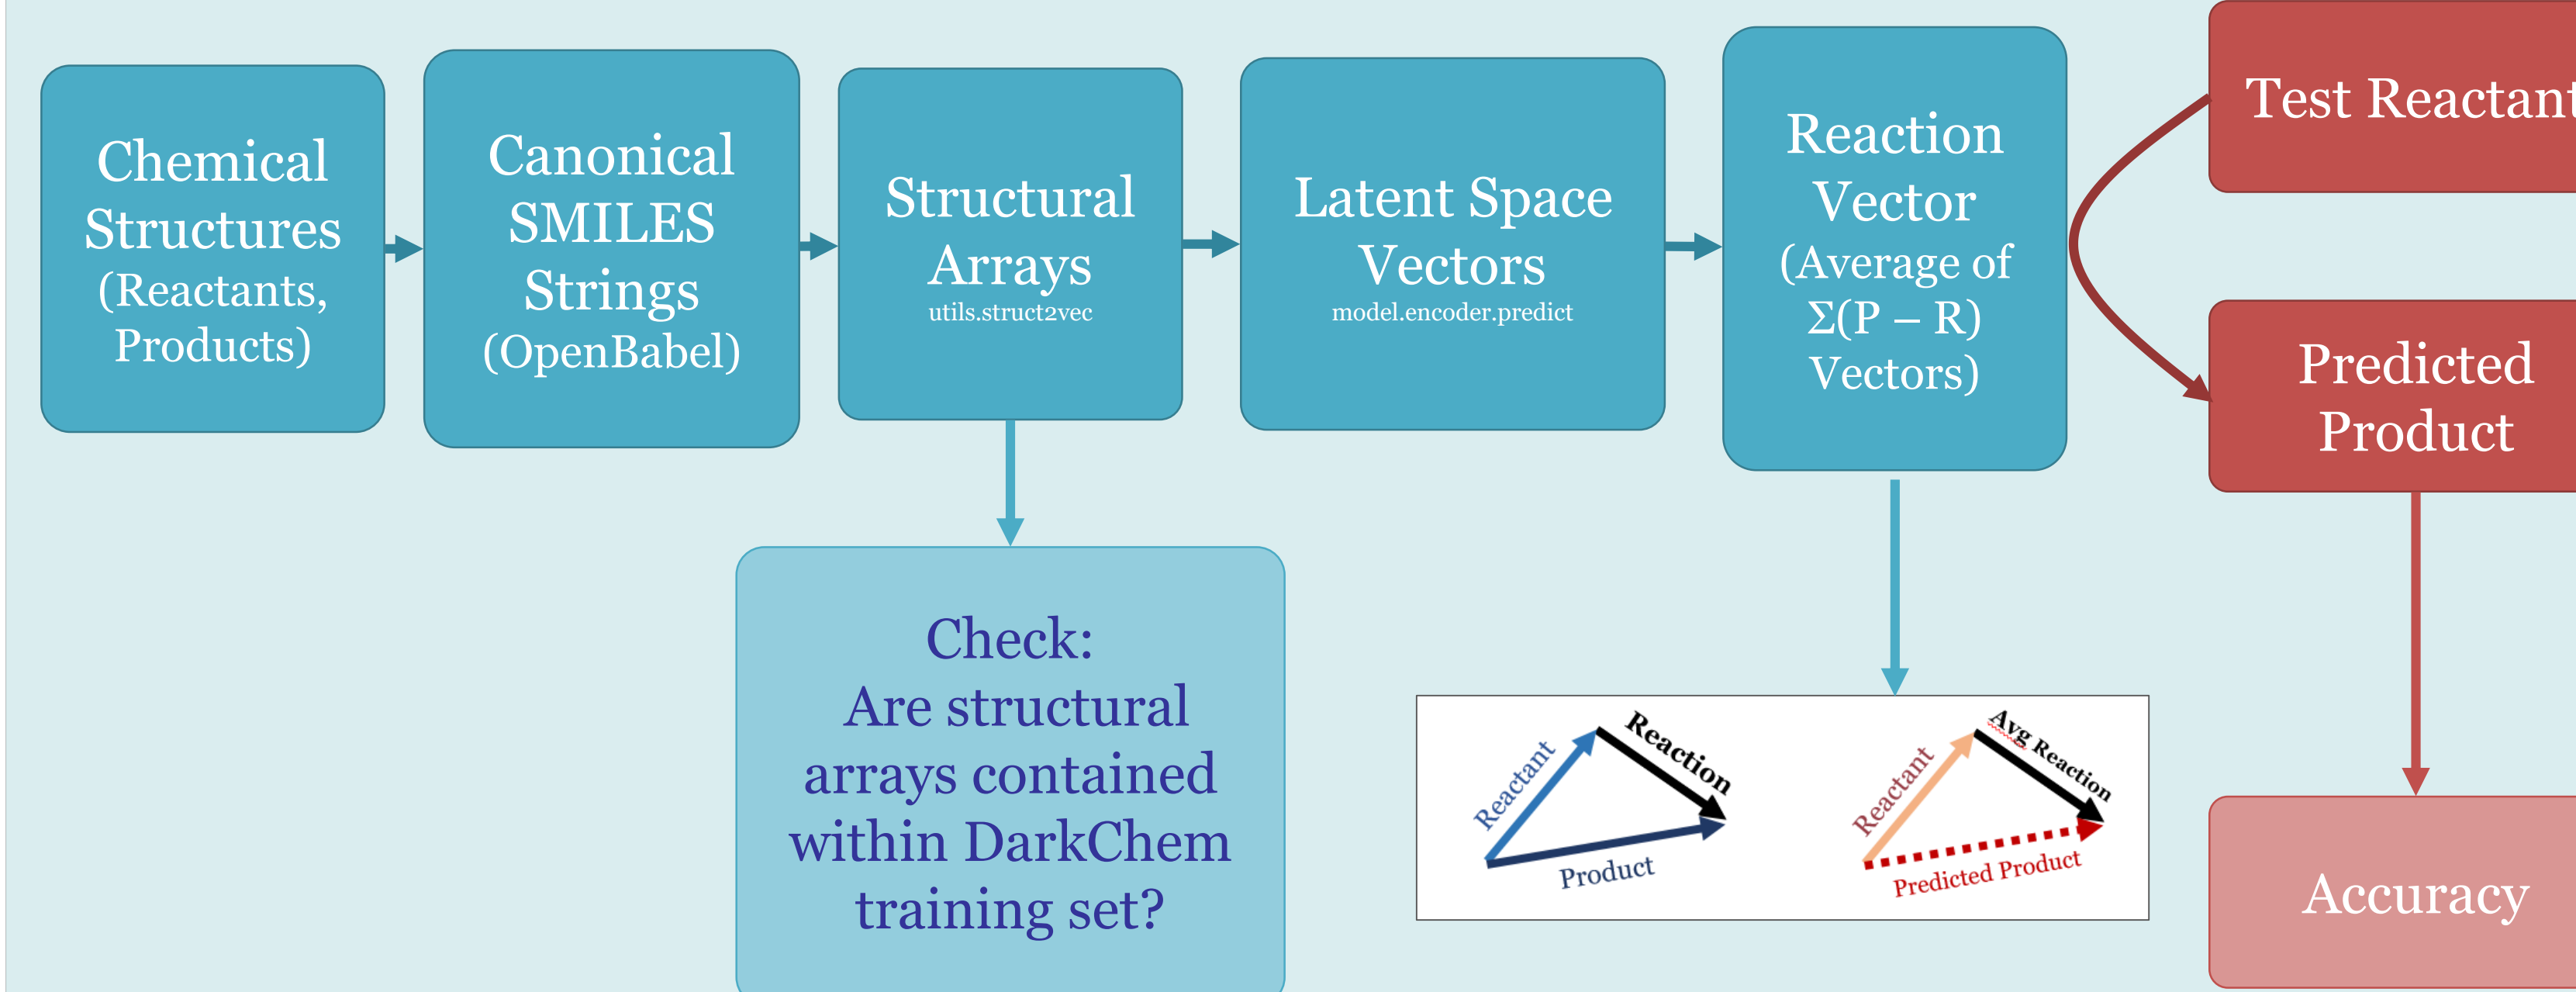 Chemical
Structures
(Reactants,
Products)
Canonical
SMILES
Strings
(OpenBabel)
Structural
Arrays
utils.struct2vec
Latent Space
Vectors
model.encoder.predict
Reaction
Vector
(Average of
Σ(P – R)
Vectors)
Test Reactant
Predicted
Product
Check:
Are structural
arrays contained
within DarkChem
training set?
Reactant
Reaction
Product
Reactant
Avg Reaction
Predicted Product
Accuracy